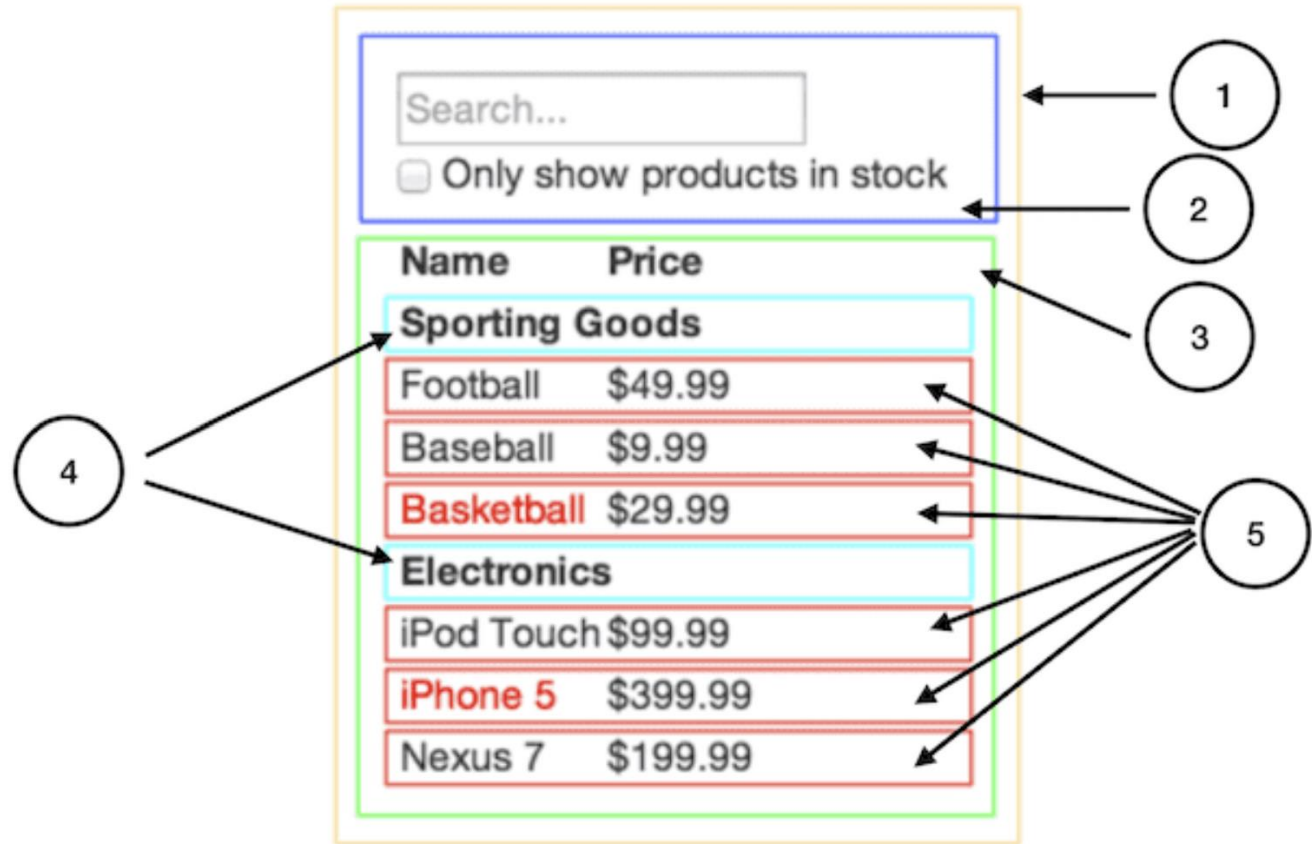 Search...
Only show products in stock
Name Price
Sporting Goods
Football $49.99
Baseball $9.99
Basketball $29.99
Electronics
iPod Touch $99.99
iPhone 5 $399.99
Nexus 7 $199.99
1
2
3
4
5